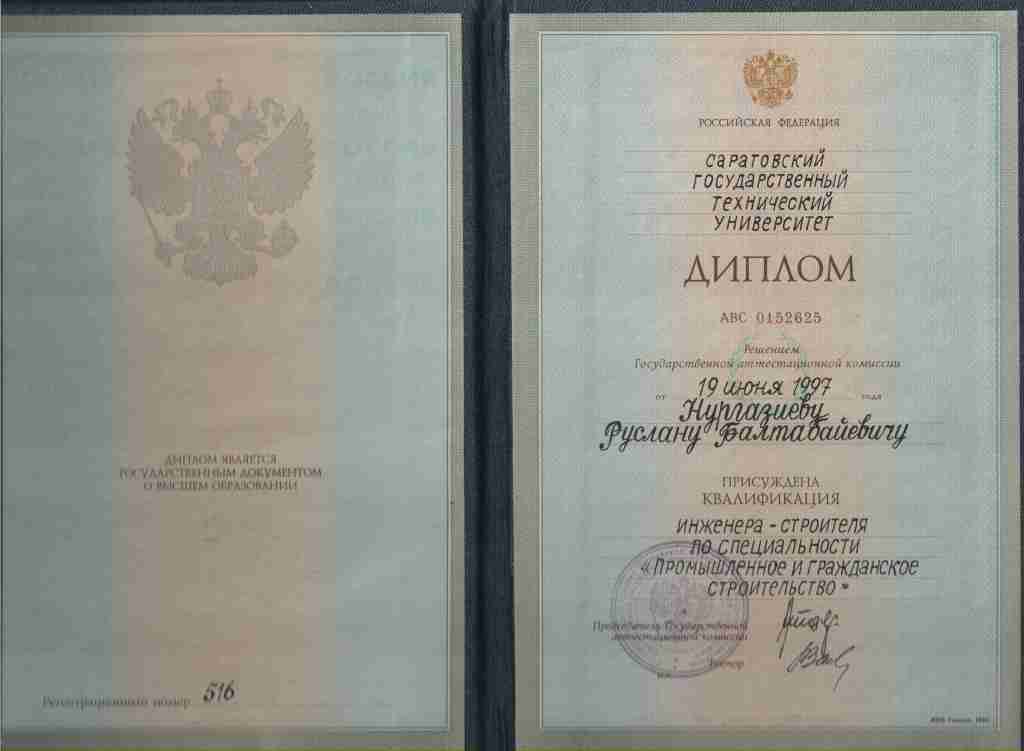 ДИПЛОМ ЯВЛЯЕТСЯ
ГОСУДАРСТВЕННЫМ ДОКУМЕНТОМ
О ВЫСШЕМ ОБРАЗОВАНИИ
Регистрационный номер 516
РОССИЙСКАЯ ФЕДЕРАЦИЯ
САРАТОВСКИЙ
ГОСУДАРСТВЕННЫЙ
ТЕХНИЧЕСКИЙ
УНИВЕРСИТЕТ
ДИПЛОМ
АВС 0152625
Решением
Государственной аттестационной комиссии
от 19 июня 1997 года
Нургазиеву
Руслану Балтабайевичу
ПРИСУЖДЕНА
КВАЛИФИКАЦИЯ
ИНЖЕНЕРА - СТРОИТЕЛЯ
ПО СПЕЦИАЛЬНОСТИ
«ПРОМЫШЛЕННОЕ И ГРАЖДАНСКОЕ
СТРОИТЕЛЬСТВО»
Председатель Государственной
аттестационной комиссии
Ректор